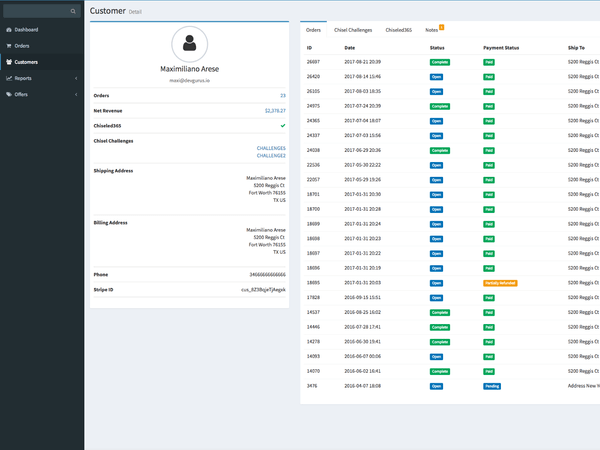 Customer Detail
Dashboard
Orders
Customers
Reports
Offers
Maximiliano Arese
maxi@devgurus.io
Orders 23
Net Revenue $2,378.27
Chiseled365
Chisel Challenges
CHALLENGE5
CHALLENGE2
Shipping Address
Maximiliano Arese
5200 Reggis Ct
Fort Worth 76155
TX US
Billing Address
Maximiliano Arese
5200 Reggis Ct
Fort Worth 76155
TX US
Phone
Stripe ID
Orders Chisel Challenges Chiseled365 Notes
ID Date Status Payment Status Ship To
26697 2017-08-21 20:39 Complete Paid 5200 Reggis Ct
26428 2017-08-14 15:46 Open Paid 5200 Reggis Ct
26105 2017-08-03 18:35 Open Paid 5200 Reggis Ct
24975 2017-07-24 20:39 Complete Paid 5200 Reggis Ct
24365 2017-07-04 18:07 Open Paid 5200 Reggis Ct
24337 2017-07-03 15:56 Open Paid 5200 Reggis Ct
24038 2017-06-29 20:36 Complete Paid 5200 Reggis Ct
22536 2017-05-30 22:22 Open Paid 5200 Reggis Ct
22057 2017-05-29 19:26 Open Paid 5200 Reggis Ct
18701 2017-01-31 20:30 Open Paid 5200 Reggis Ct
18700 2017-01-31 20:28 Open Paid 5200 Reggis Ct
18699 2017-01-31 20:24 Open Paid 5200 Reggis Ct
18698 2017-01-31 20:23 Open Paid 5200 Reggis Ct
18697 2017-01-31 20:22 Open Paid 5200 Reggis Ct
18696 2017-01-31 20:19 Open Paid 5200 Reggis Ct
18695 2017-01-31 20:03 Open Partially Refunded 5200 Reggis Ct
17828 2016-09-15 15:51 Open Paid 5200 Reggis Ct
14537 2016-08-25 16:02 Complete Paid 5200 Reggis Ct
14446 2016-07-28 17:41 Complete Paid 5200 Reggis Ct
14278 2016-06-30 19:41 Complete Paid 5200 Reggis Ct
14093 2016-06-07 00:06 Open Paid 5200 Reggis Ct
14070 2016-06-02 16:41 Complete Paid 5200 Reggis Ct
3476 2016-04-07 18:08 Open Pending Address New